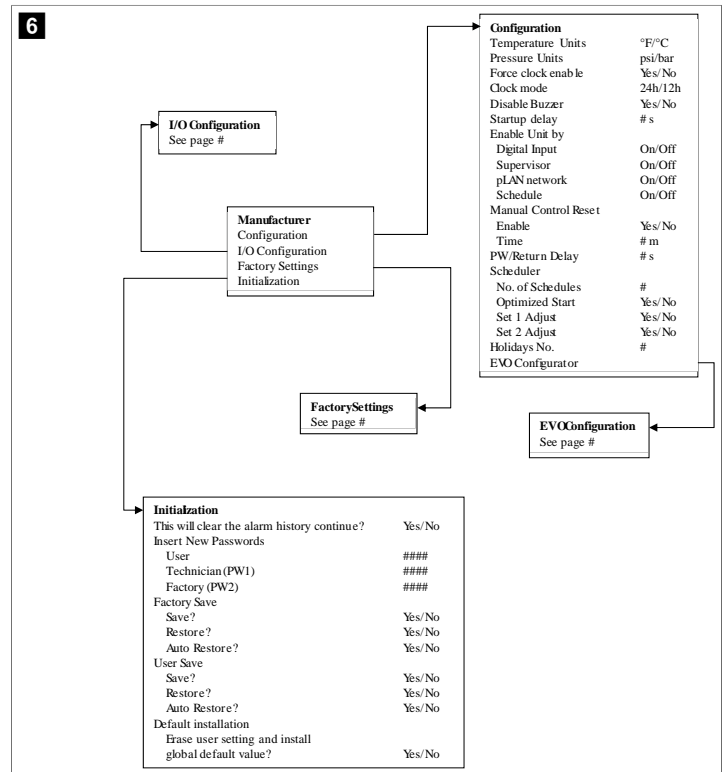 6
Configuration
Temperature Units °F/°C
Pressure Units psi/bar
Force clock enable Yes/No
Clock mode 24h/12h
Disable Buzzer Yes/No
Startup delay # s
Enable Unit by
Digital Input On/Off
Supervisor On/Off
pLAN network On/Off
Schedule On/Off
Manual Control Reset
Enable Yes/No
Time # m
PW/Return Delay # s
Scheduler
No. of Schedules #
Optimized Start Yes/No
Set 1 Adjust Yes/No
Set 2 Adjust Yes/No
Holidays No. #
EVO Configurator
I/O Configuration
See page #
Manufacturer
Configuration
I/O Configuration
Factory Settings
Initialization
FactorySettings
See page #
EVOConfiguration
See page #
Initialzation
This will clear the alarm history continue? Yes/No
Insert New Passwords
User ####
Technician (PW1) ####
Factory (PW2) ####
Factory Save
Save? Yes/No
Restore? Yes/No
Auto Restore? Yes/No
User Save
Save? Yes/No
Restore? Yes/No
Auto Restore? Yes/No
Default installation
Erase user setting and install
global default value? Yes/No